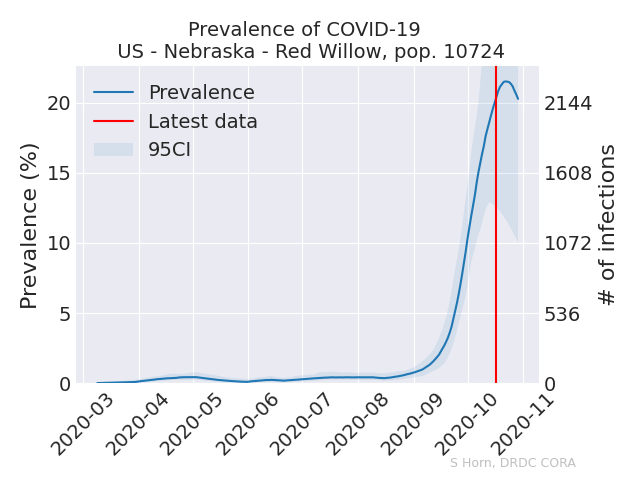 Prevalence of COVID-19
US - Nebraska - Red Willow, pop. 10724
Prevalence
Latest data
95CI
Prevalence (%)
20
15
10
5
0
2144
1608
1072
536
0
# of infections
2020-03
2020-04
2020-05
2020-06
2020-07
2020-08
2020-09
2020-10
2020-11
S Horn, DRDC CORA